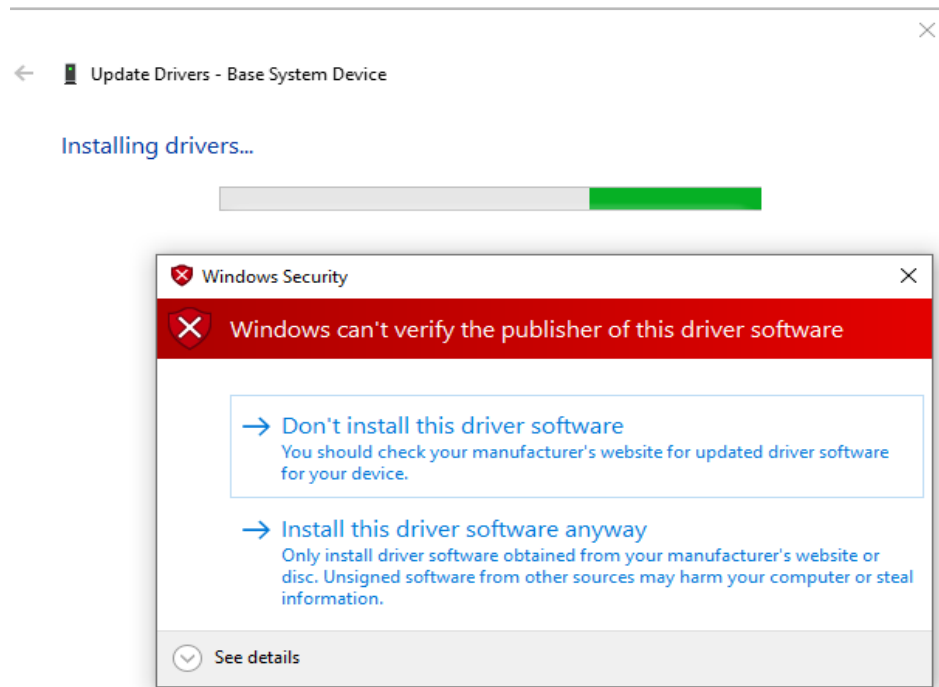 Update Drivers - Base System Device
Installing drivers...
Windows Security
Windows can't verify the publisher of this driver software
Don't install this driver software
You should check your manufacturer's website for updated driver software
for your device.
Install this driver software anyway
Only install driver software obtained from your manufacturer's website or
disc. Unsigned software from other sources may harm your computer or steal
information.
See details